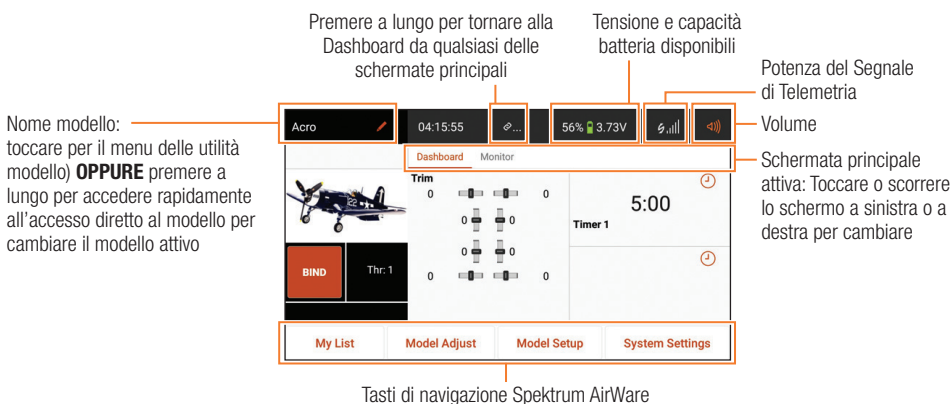 Premere a lungo per tornare alla
Dashboard da qualsiasi delle
schermate principali
Tensione e capacità
batteria disponibili
Potenza del Segnale
di Telemetria
Volume
Schermata principale
attiva: Toccare o scorrere
lo schermo a sinistra o a
destra per cambiare
Nome modello:
toccare per il menu delle utilità
modello) OPPURE premere a
lungo per accedere rapidamente
all'accesso diretto al modello per
cambiare il modello attivo
Acro
04:15:55
...
56% 3.73V
Dashboard Monitor
Trim
0 0
0 0
0 0
0 0
5:00
Timer 1
22
BIND
Thr: 1
My List Model Adjust Model Setup System Settings
Tasti di navigazione Spektrum AirWare